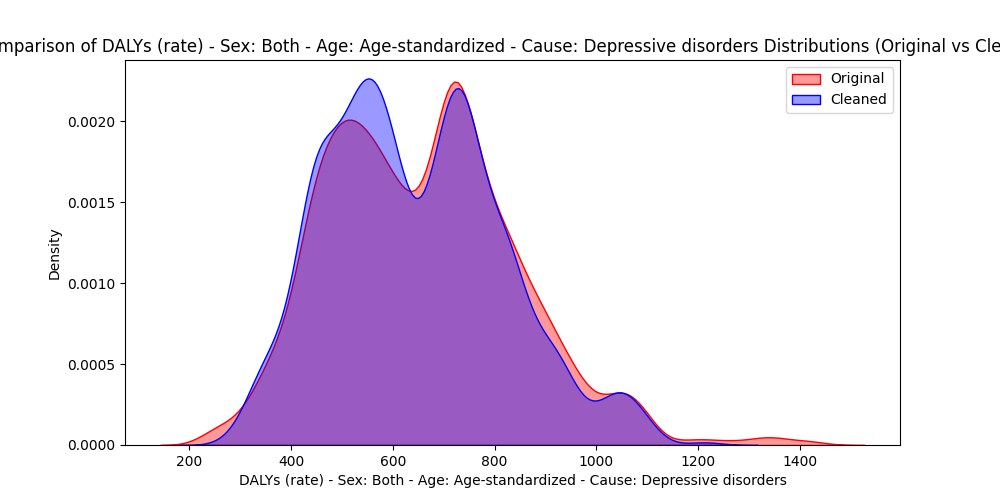 mparison of DALYs (rate) - Sex: Both - Age: Age-standardized - Cause: Depressive disorders Distributions (Original vs Cle
Original
Cleaned
Density
0.0020
0.0015
0.0010
0.0005
0.0000
200 400 600 800 1000 1200 1400
DALYs (rate) - Sex: Both - Age: Age-standardized - Cause: Depressive disorders